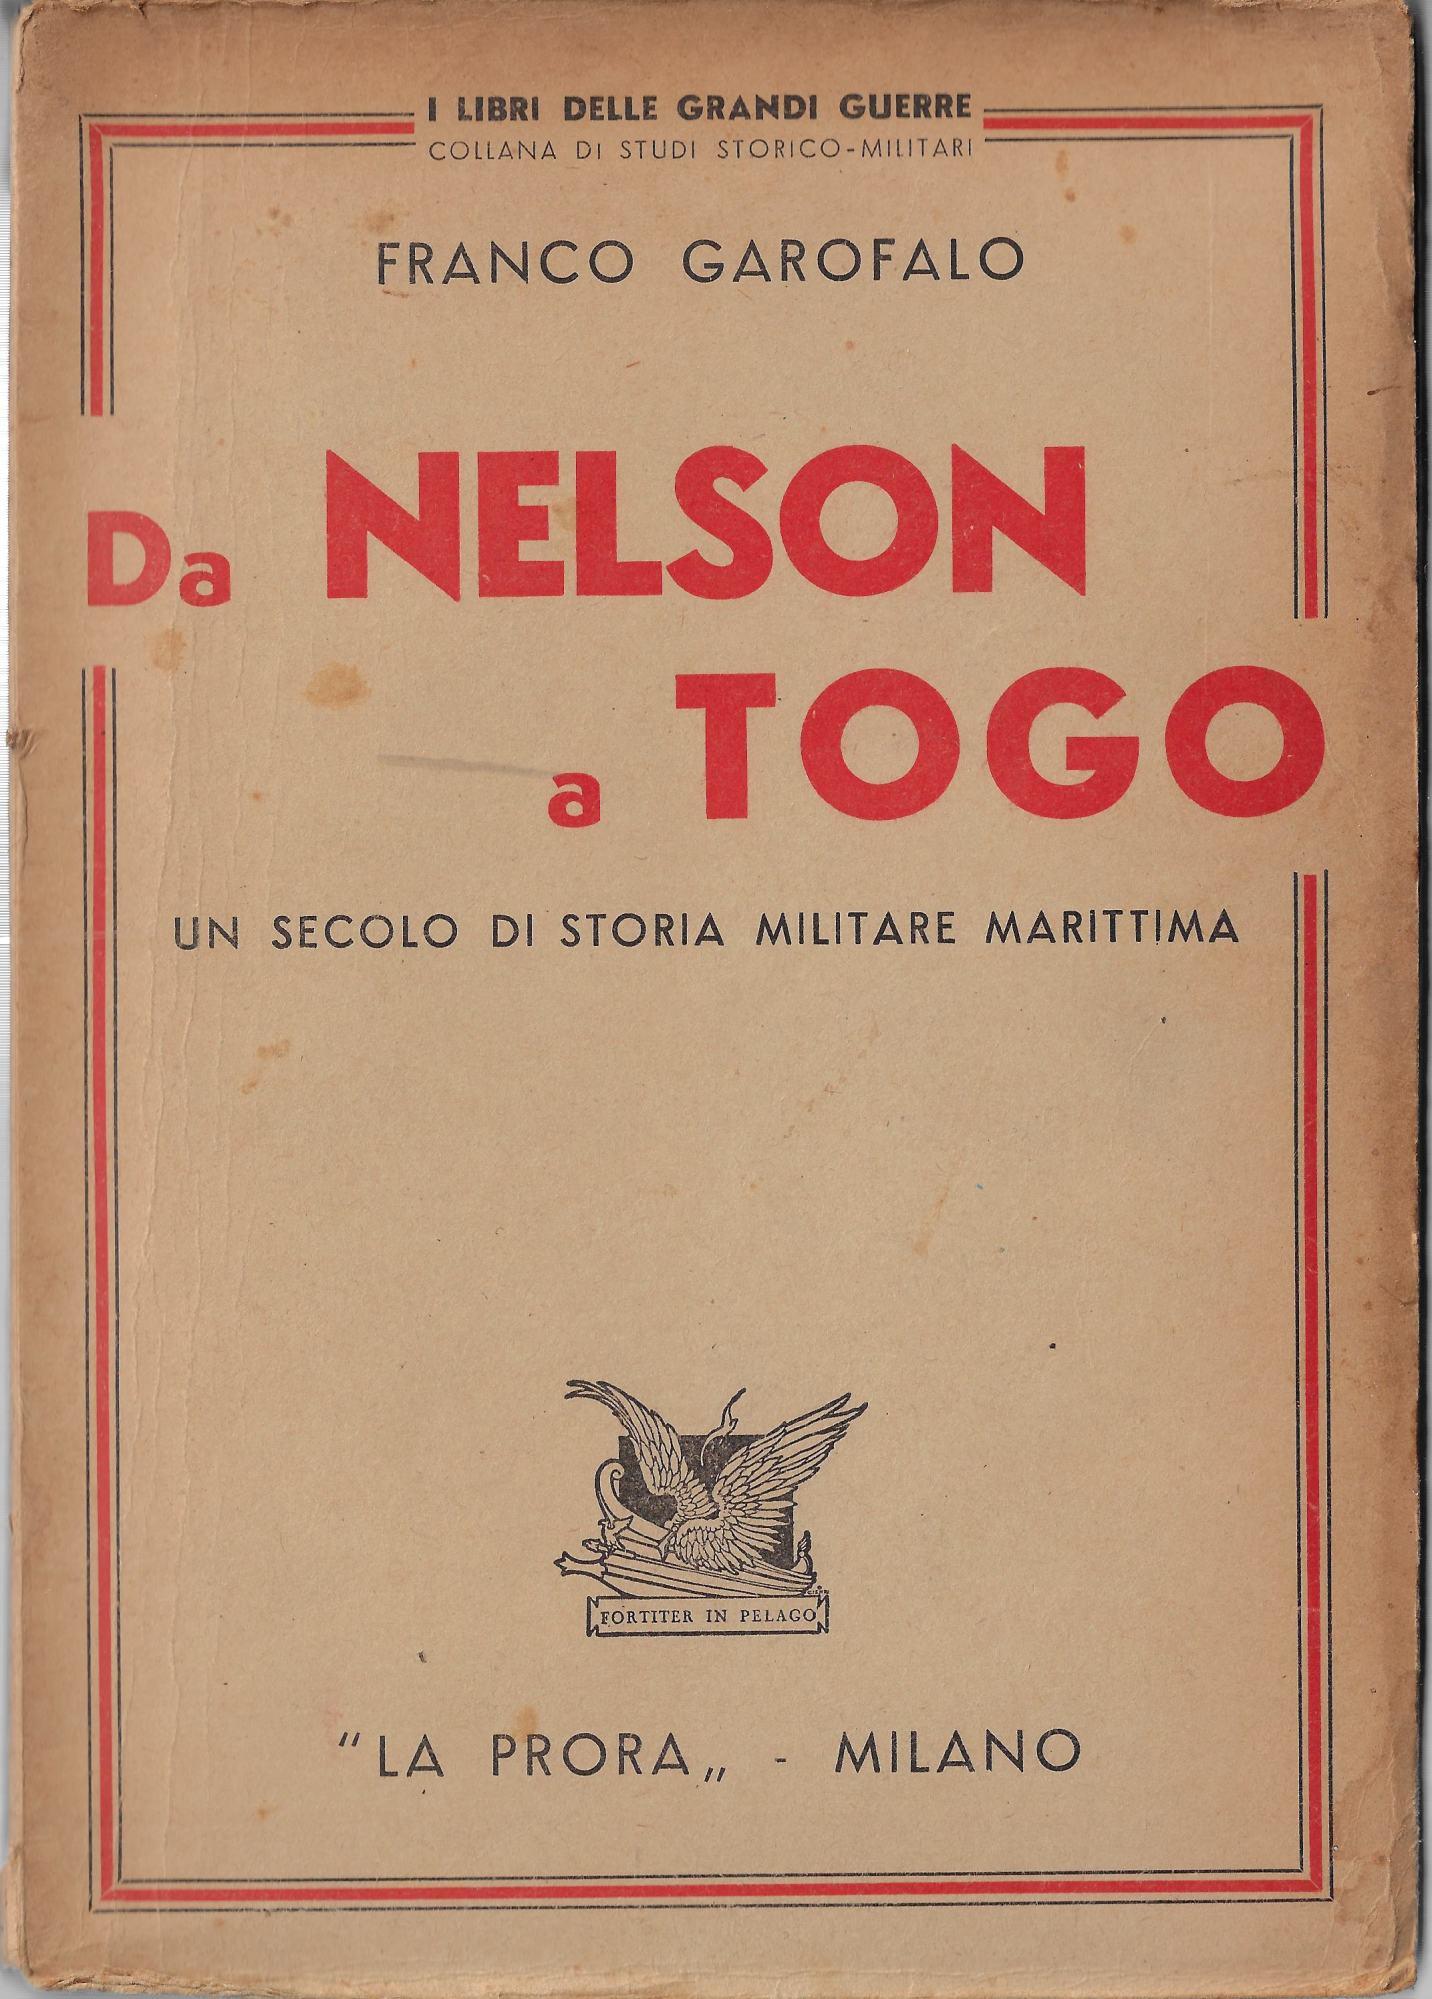 I LIBRI DELLE GRANDI GUERRE
COLLANA DI STUDI STORICO-MILITARI
FRANCO GAROFALO
Da NELSON
a TOGO
UN SECOLO DI STORIA MILITARE MARITTIMA
FORTITER IN PELAGO
"LA PRORA„ - MILANO